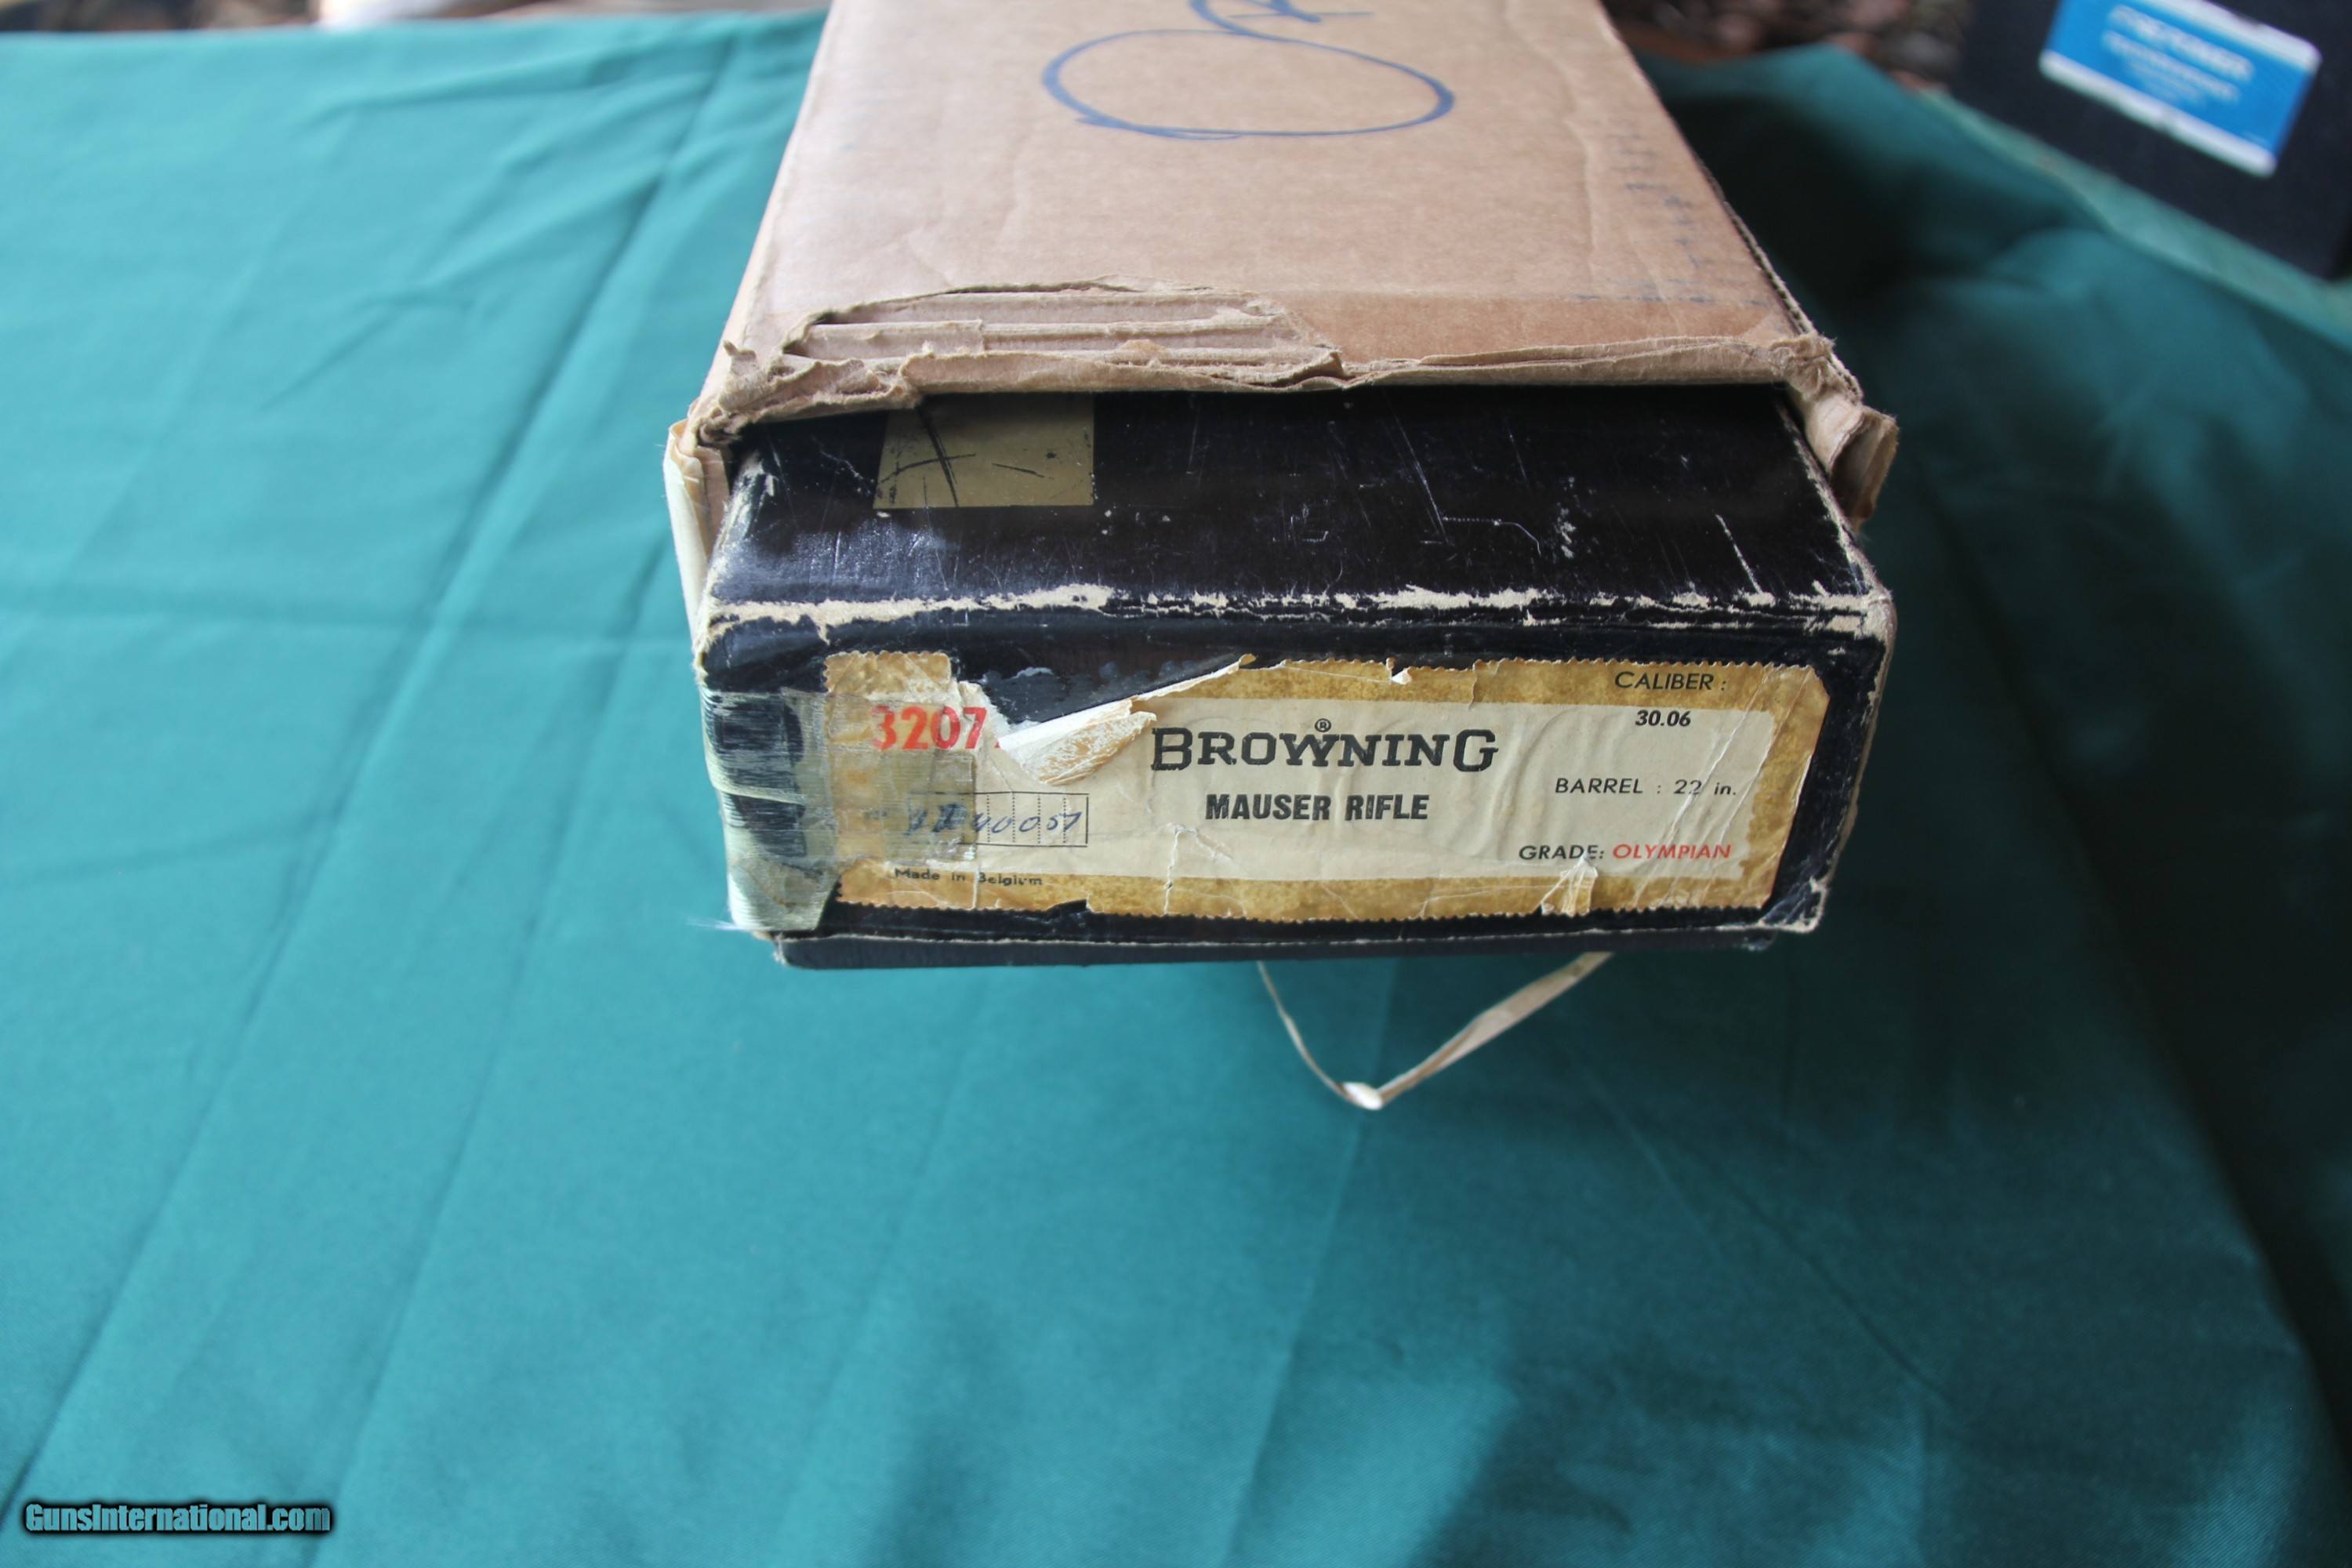 CALIBER :
30.06
3207
BROWNING®
MAUSER RIFLE
BARREL : 22 in.
GRADE: OLYMPIAN
Made in Belgium
GunsInternational.com